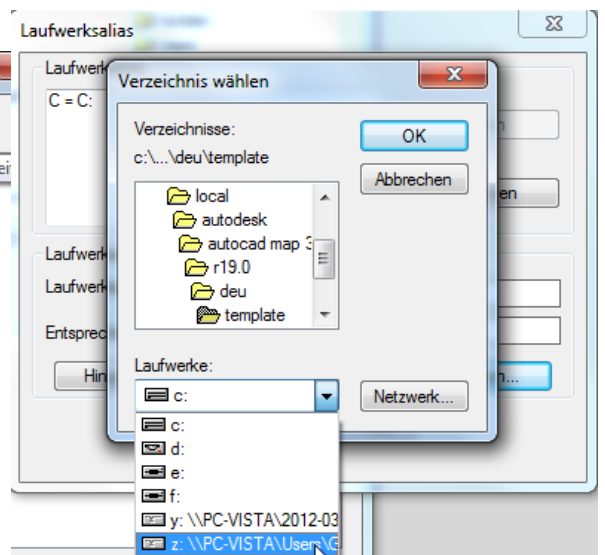 Laufwerksalias
Laufwerk
C = C:
Verzeichnis wählen
Verzeichnisse:
c:\...\deu\template
OK
Abbrechen
local
autodesk
autocad map 3
r19.0
deu
template
en
Laufwerk
Laufwerk
Entsprec
Hin
n...
Laufwerke:
c:
Netzwerk...
c:
d:
e:
f:
y: \\PC-VISTA\2012-03
z: \\PC-VISTA\Users\G